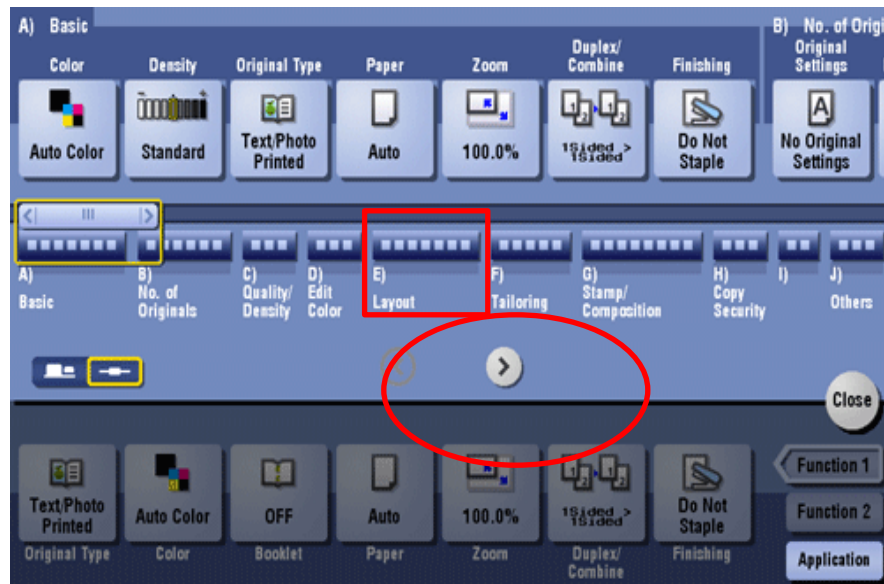 A) Basic
B) No. of Origi
Color
Density
Original Type
Paper
Zoom
Duplex/
Combine
Finishing
Original
Settings
Auto Color
Standard
Text/Photo
Printed
Auto
100.0%
1Sided >
1Sided
Do Not
Staple
No Original
Settings
A)
Basic
B)
No. of
Originals
C)
Quality/
Density
D)
Edit
Color
E)
Layout
F)
Tailoring
G)
Stamp/
Composition
H)
Copy
Security
I)
J)
Others
Close
Text/Photo
Printed
Auto Color
OFF
Auto
100.0%
1Sided >
1Sided
Do Not
Staple
Function 1
Function 2
Original Type
Color
Booklet
Paper
Zoom
Duplex/
Combine
Finishing
Application